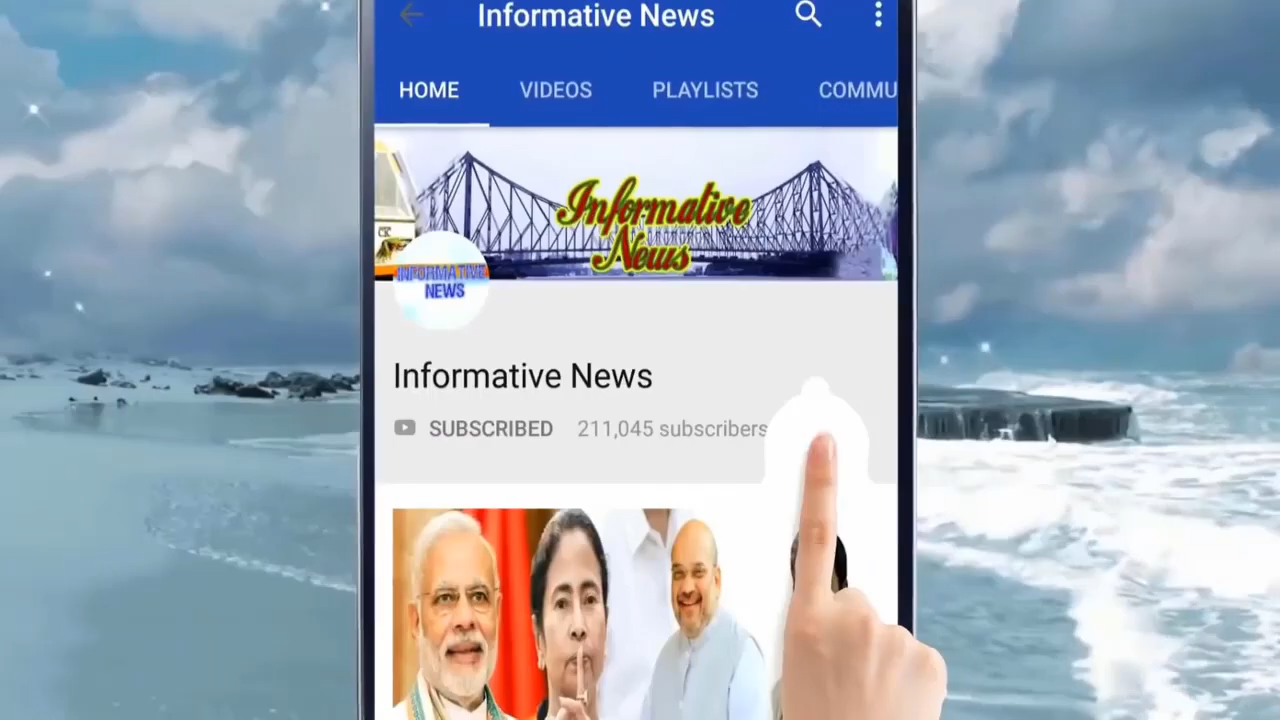 Informative News
HOME VIDEOS PLAYLISTS COMMU
Informative
News
INFORMATIVE
NEWS
Informative News
SUBSCRIBED 211,045 subscribers